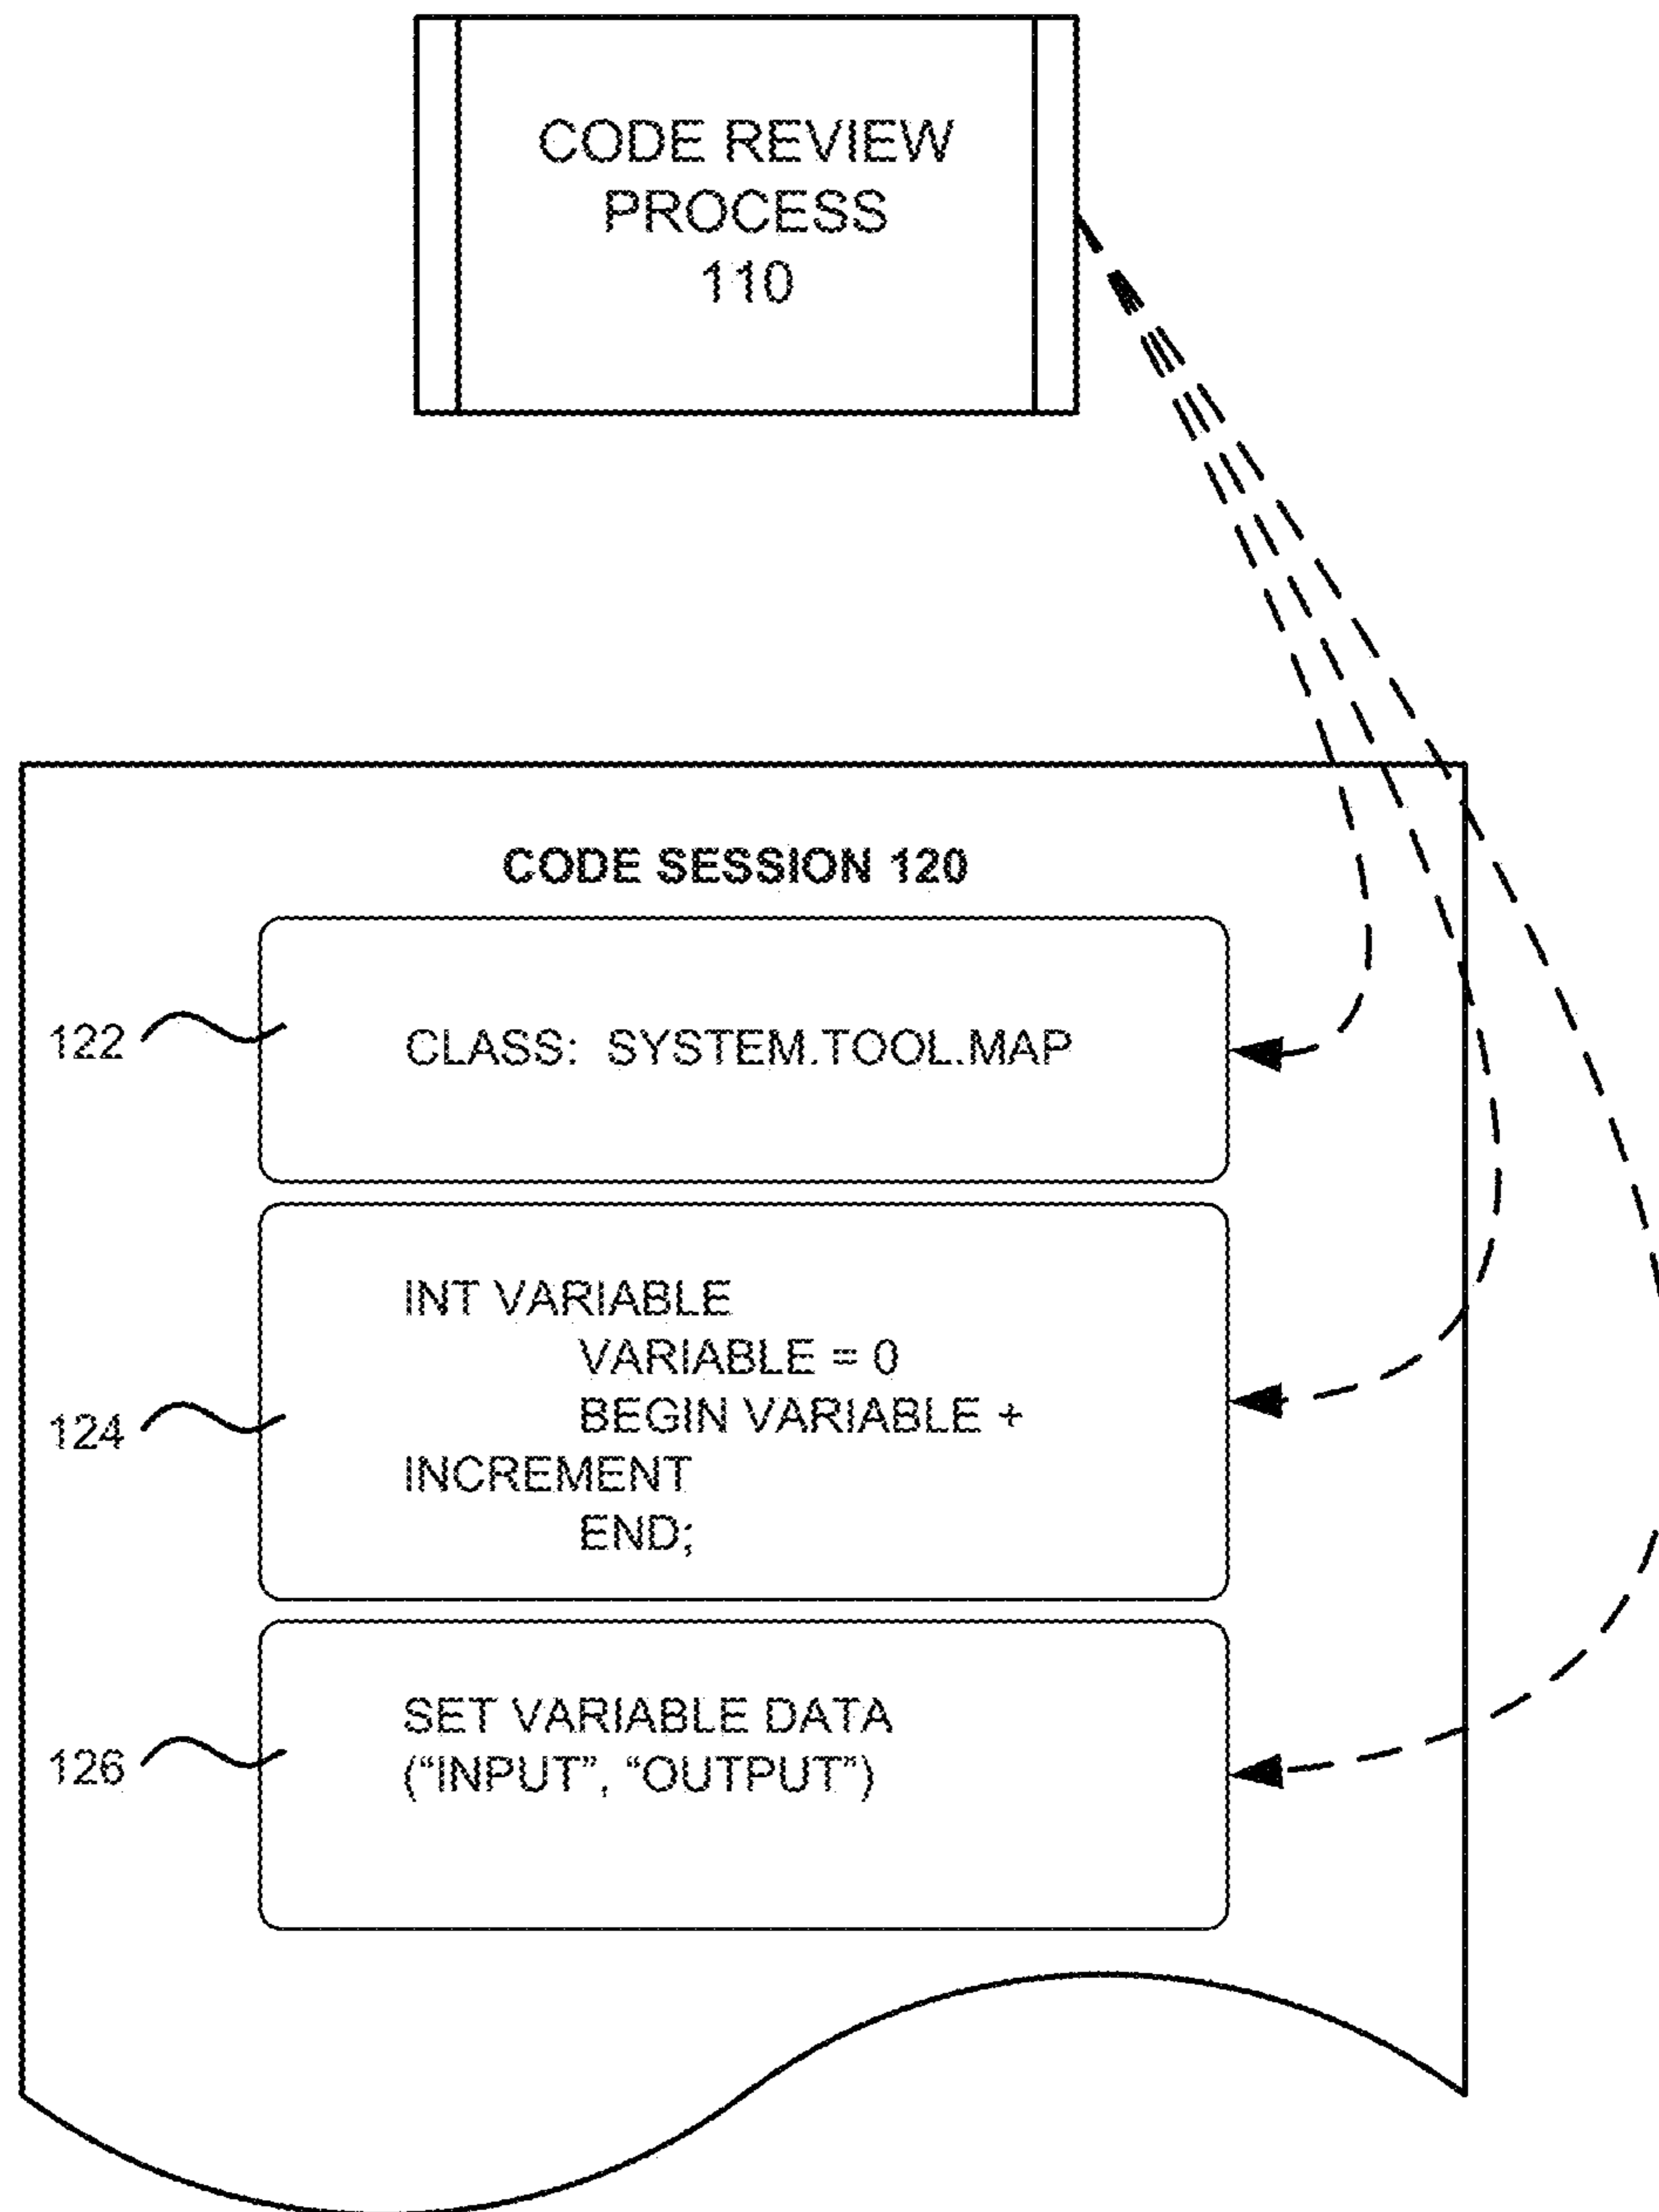 CODE REVIEW
PROCESS
110
CODE SESSION 120
122
CLASS: SYSTEM.TOOL.MAP
124
INT VARIABLE
VARIABLE = 0
BEGIN VARIABLE +
INCREMENT
END;
126
SET VARIABLE DATA
(“INPUT”, “OUTPUT”)